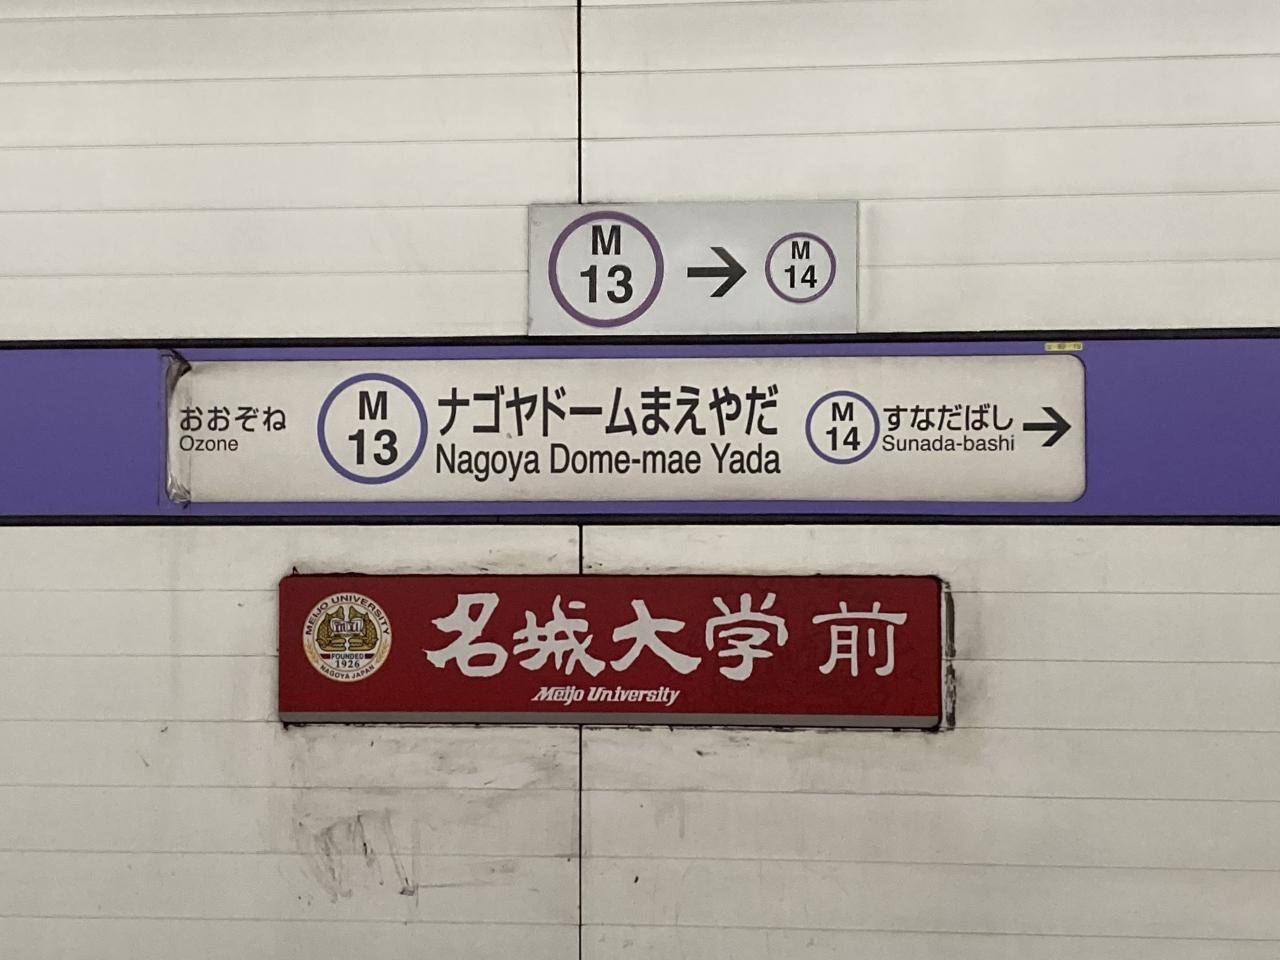 M
13
M
14
おおぞね
Ozone
M
13
ナゴヤドームまえやだ
Nagoya Dome-mae Yada
M
14
すなだばし
Sunada-bashi
MEIJO UNIVERSITY
FOUNDED
1926
NAGOYA JAPAN
名城大学前
Meijo University